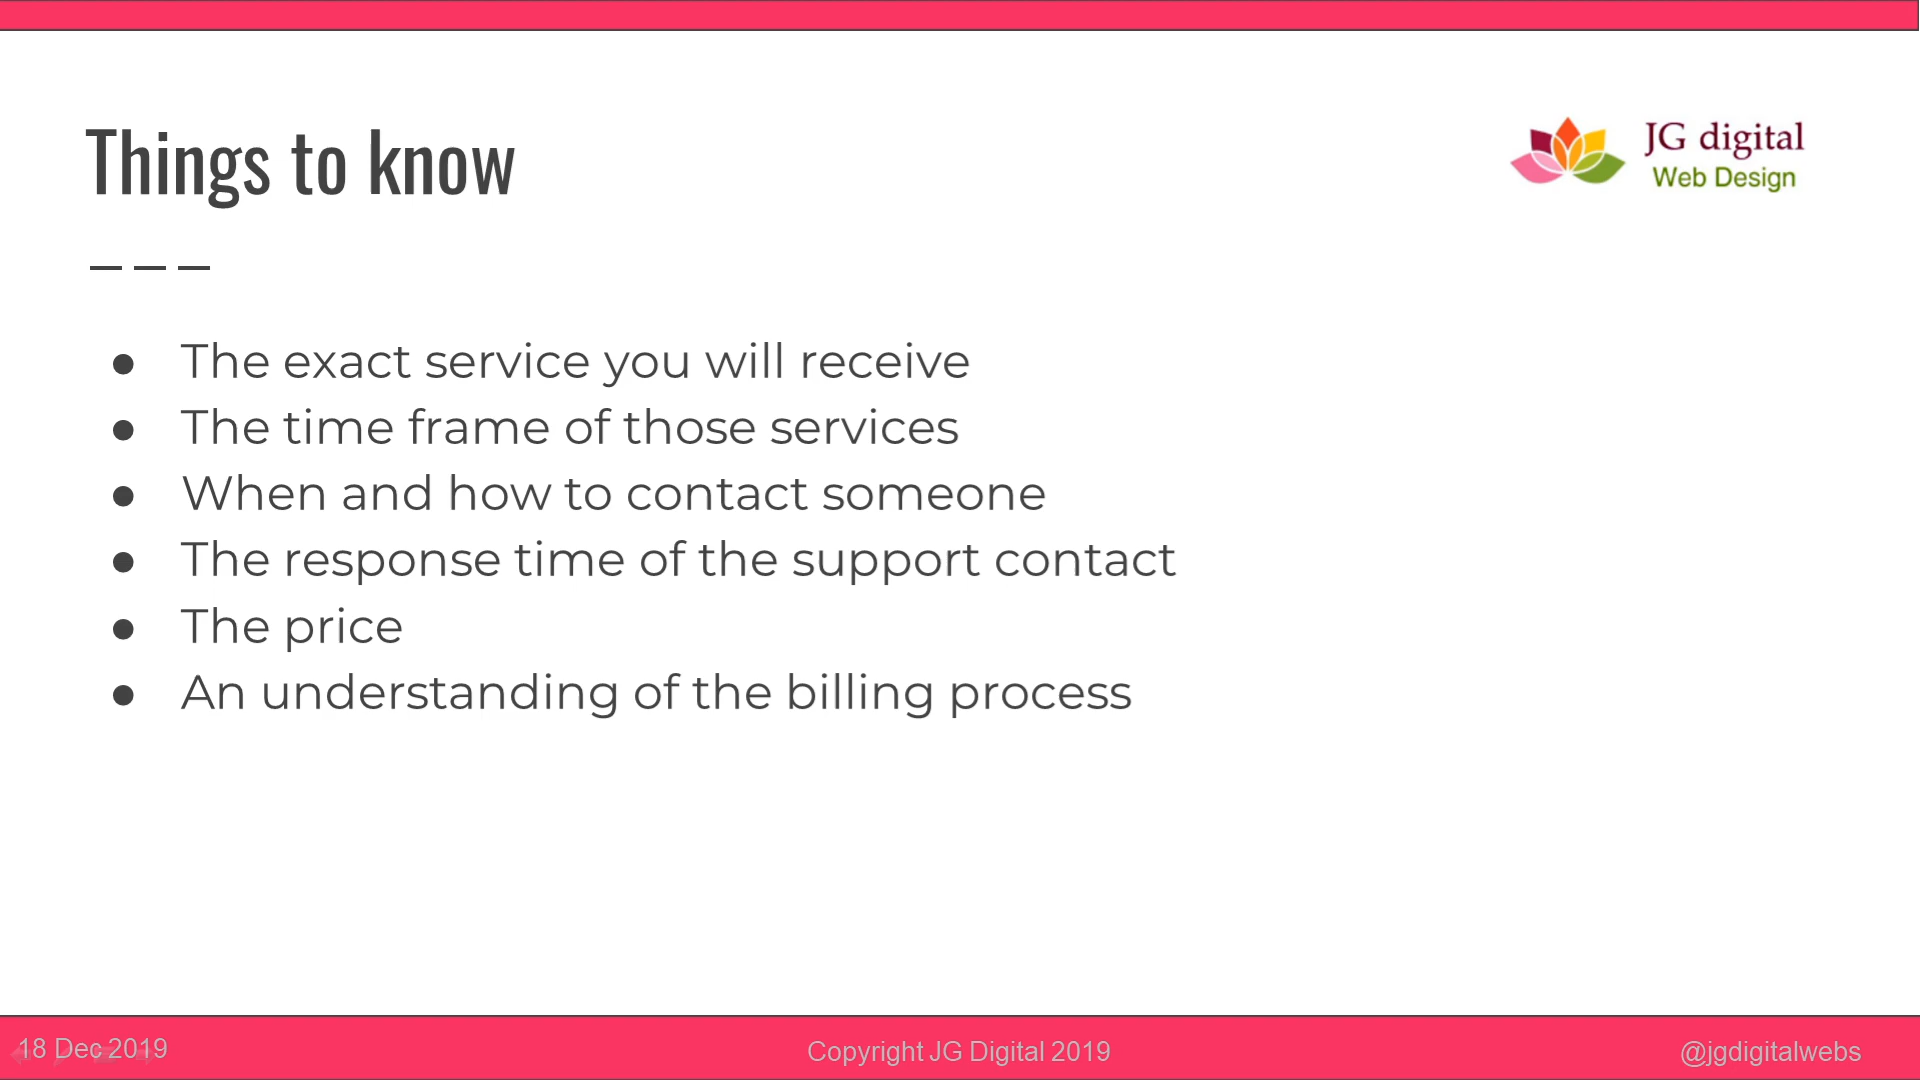 Things to know
JG digital
Web Design
● The exact service you will receive
● The time frame of those services
● When and how to contact someone
● The response time of the support contact
● The price
● An understanding of the billing process
18 Dec 2019
Copyright JG Digital 2019
@jgdigitalwebs